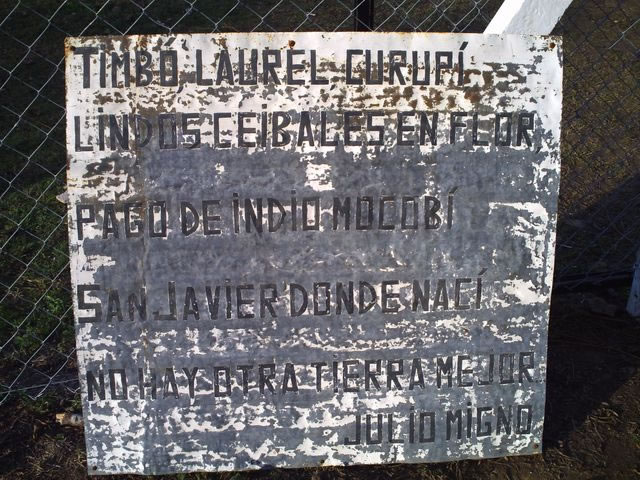 TIMBÓ, LAUREL, CURUPÍ
LINDOS CEIBALES EN FLOR,
PAGO DE INDIO MOCOBÍ
SAN JAVIER DONDE NACÍ
NO HAY OTRA TIERRA MEJOR.
JULIO MIGNO